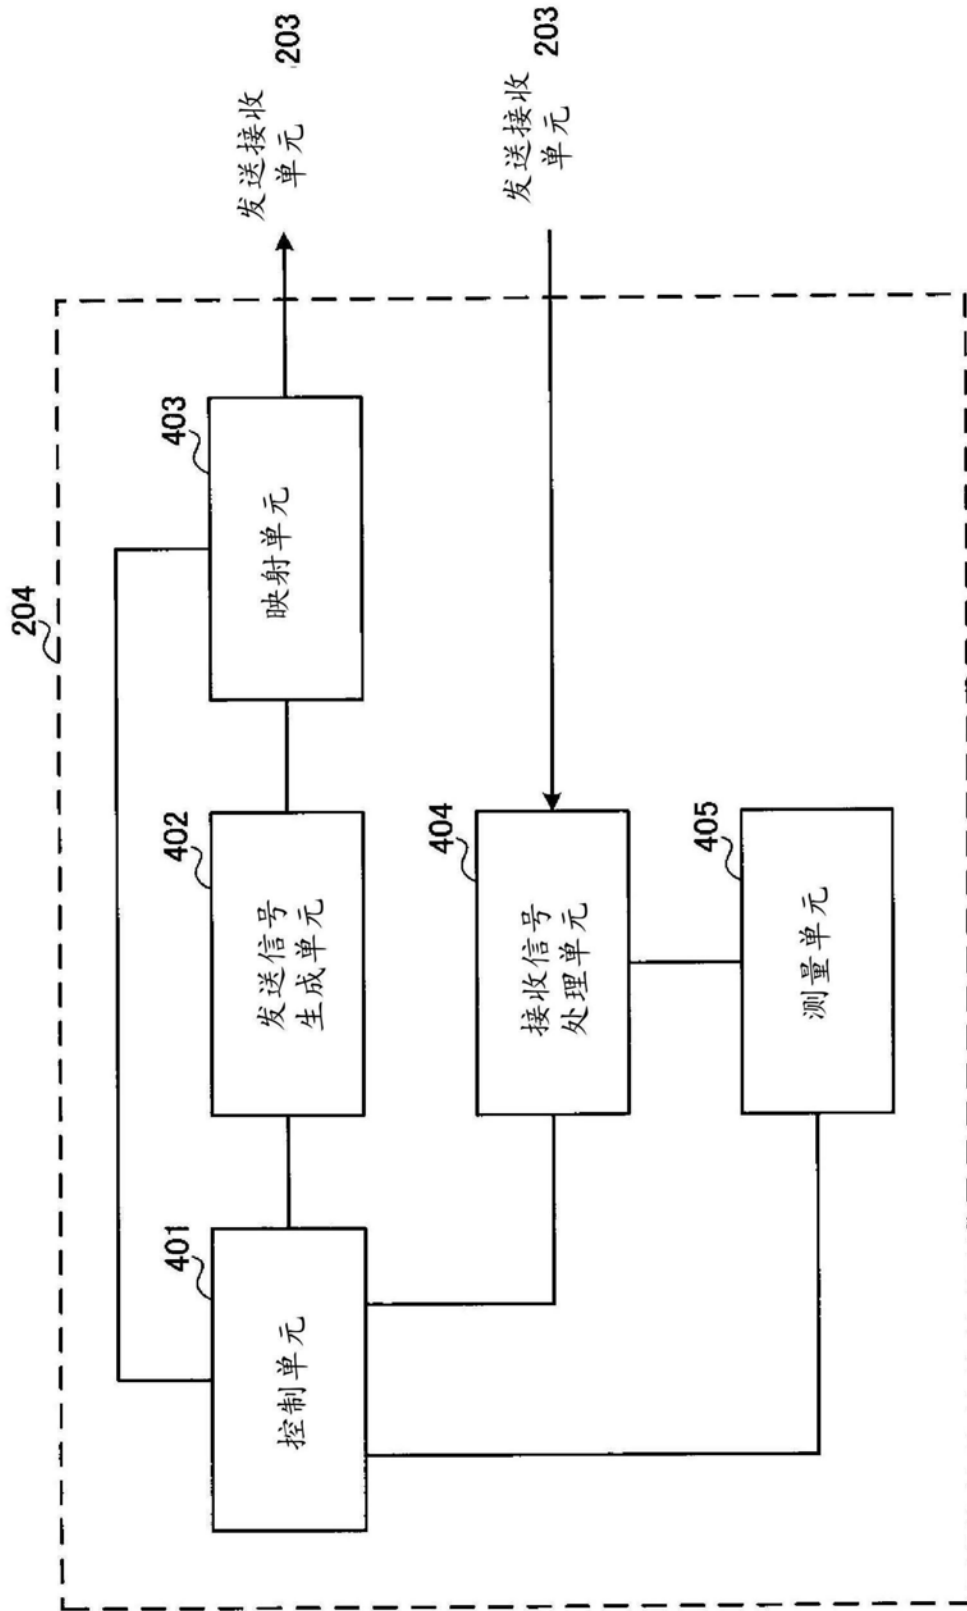 204
403
映射单元
发送接收
单元
203
402
发送信号
生成单元
401
控制单元
404
接收信号
处理单元
发送接收
单元
203
405
测量单元